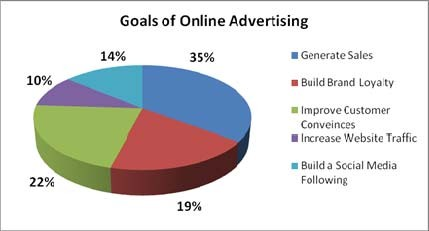 Goals of Online Advertising
14%
35%
10%
22%
19%
Generate Sales
Build Brand Loyalty
Improve Customer
Conveinces
Increase Website Traffic
Build a Social Media
Following